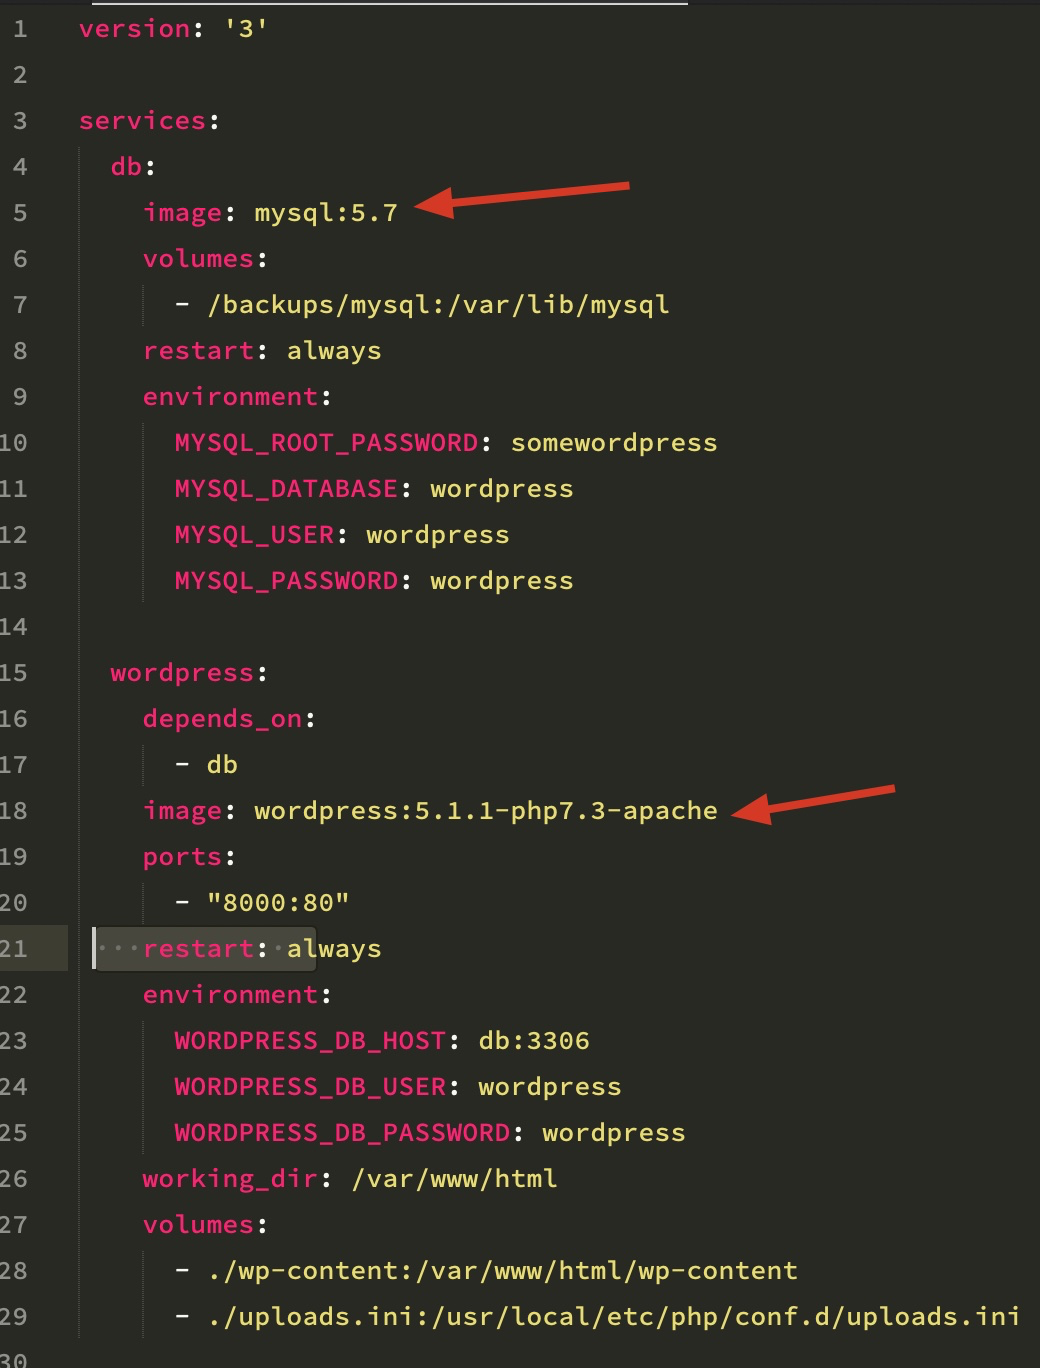 1 version: '3'
2
3 services:
4 db:
5 image: mysql:5.7
6 volumes:
7 - /backups/mysql:/var/lib/mysql
8 restart: always
9 environment:
10 MYSQL_ROOT_PASSWORD: somewordpress
11 MYSQL_DATABASE: wordpress
12 MYSQL_USER: wordpress
13 MYSQL_PASSWORD: wordpress
14
15 wordpress:
16 depends_on:
17 - db
18 image: wordpress:5.1.1-php7.3-apache
19 ports:
20 - "8000:80"
21 restart: always
22 environment:
23 WORDPRESS_DB_HOST: db:3306
24 WORDPRESS_DB_USER: wordpress
25 WORDPRESS_DB_PASSWORD: wordpress
26 working_dir: /var/www/html
27 volumes:
28 - ./wp-content:/var/www/html/wp-content
29 - ./uploads.ini:/usr/local/etc/php/conf.d/uploads.ini
30